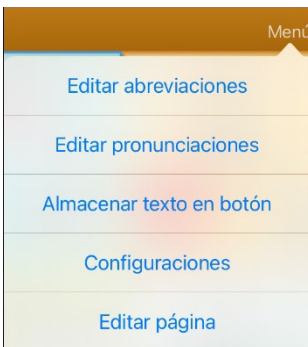 Menú
Editar abreviaciones
Editar pronunciaciones
Almacenar texto en botón
Configuraciones
Editar página